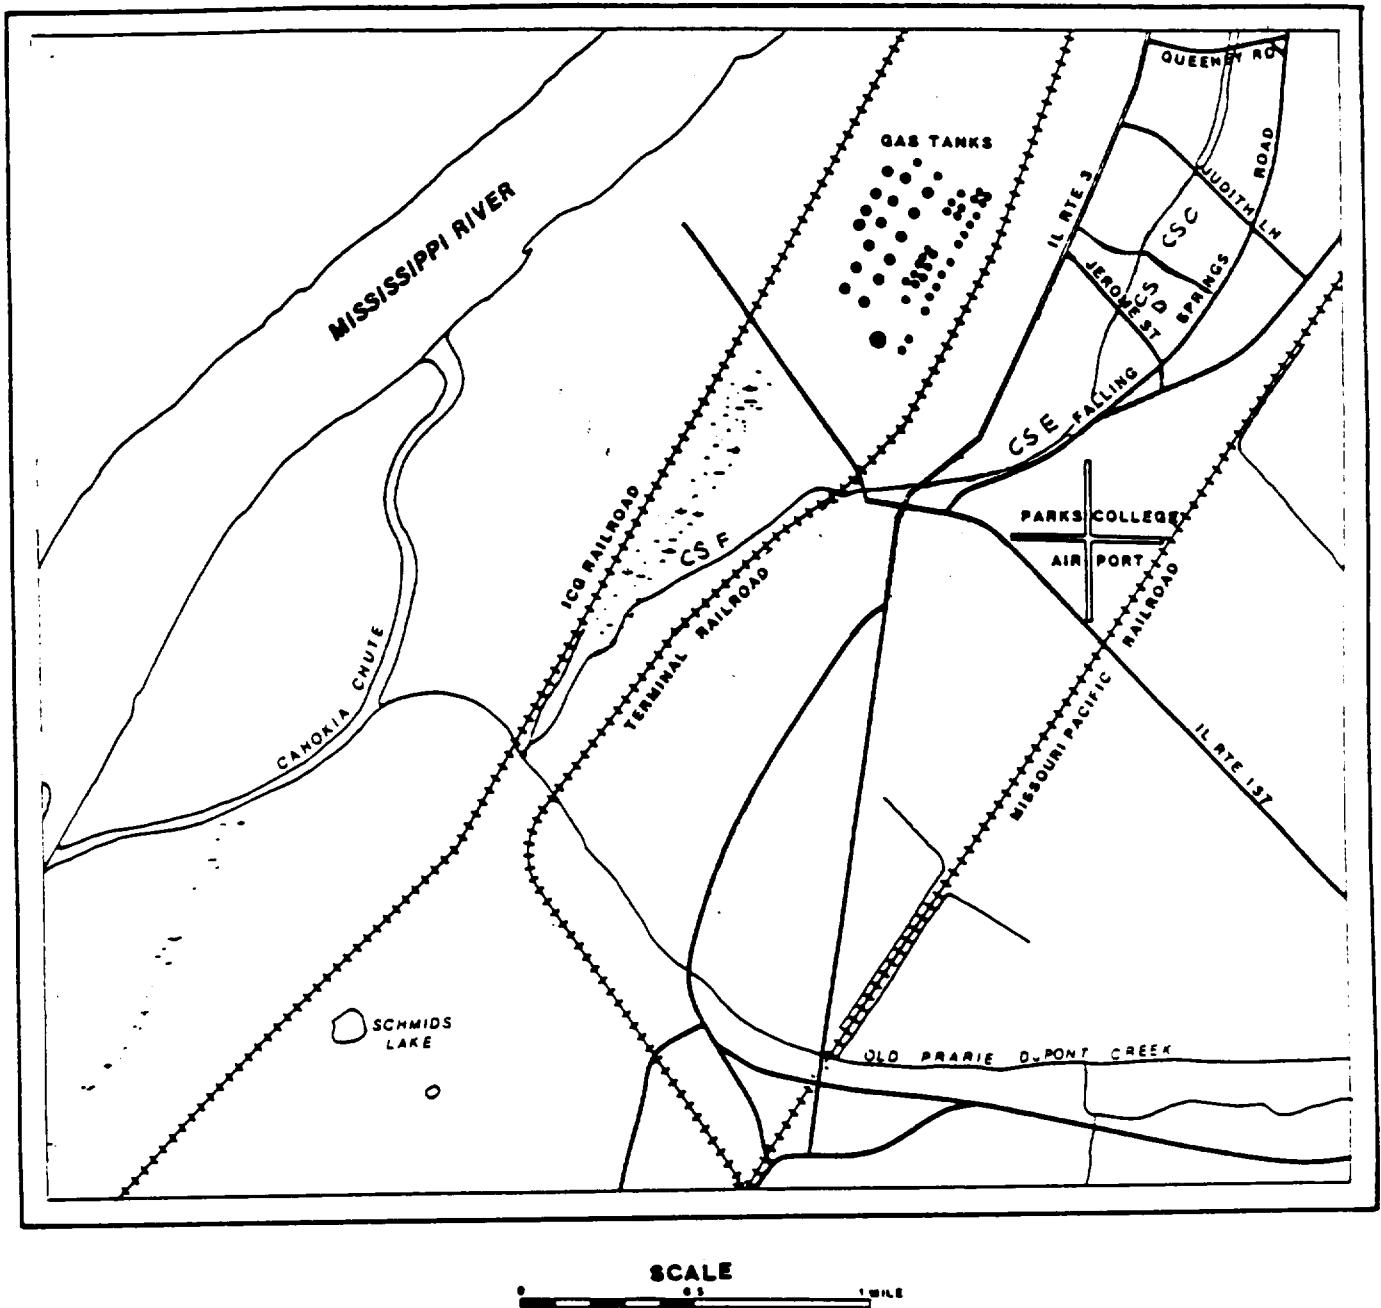 QUEENEY RD
GAS TANKS
ROAD
JUDITH LN
IL RTE 3
CS C
MISSISSIPPI RIVER
JEROME ST
CS
D
SPRINGS
FALLING
CS E
PARKS COLLEGE
AIR PORT
ICG RAILROAD
CS F
TERMINAL RAILROAD
MISSOURI PACIFIC RAILROAD
CAHOKIA CHUTE
IL RTE 157
SCHMIDS
LAKE
OLD PRARIE DuPONT CREEK
SCALE
0 0.5 1 MILE